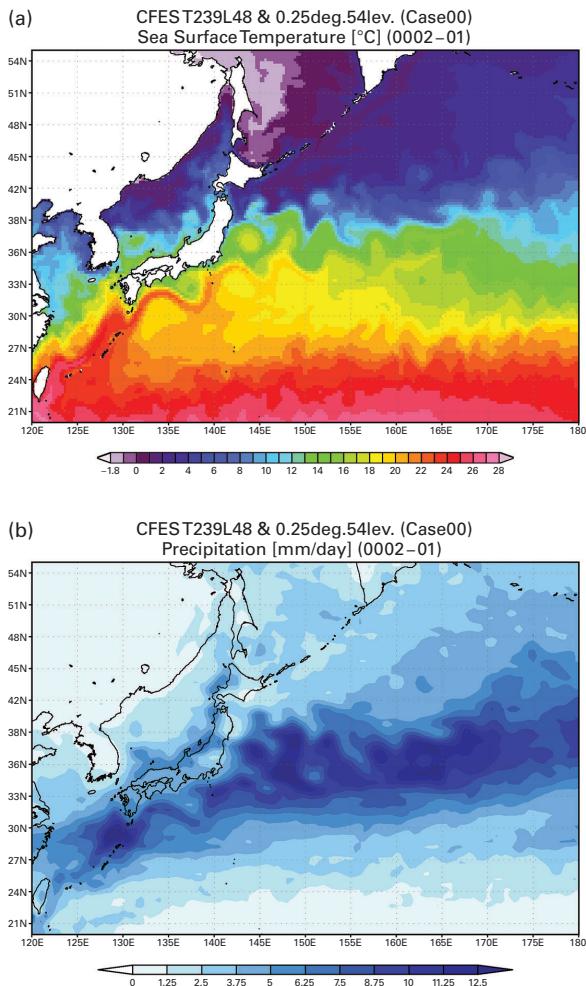 (a)
CFES T239L48 & 0.25deg.54lev. (Case00)
Sea Surface Temperature [°C] (0002–01)
54N
51N
48N
45N
42N
39N
36N
33N
30N
27N
24N
21N
120E 125E 130E 135E 140E 145E 150E 155E 160E 165E 170E 175E 180
−1.8 0 2 4 6 8 10 12 14 16 18 20 22 24 26 28
(b)
CFES T239L48 & 0.25deg.54lev. (Case00)
Precipitation [mm/day] (0002–01)
54N
51N
48N
45N
42N
39N
36N
33N
30N
27N
24N
21N
120E 125E 130E 135E 140E 145E 150E 155E 160E 165E 170E 175E 180
0 1.25 2.5 3.75 5 6.25 7.5 8.75 10 11.25 12.5